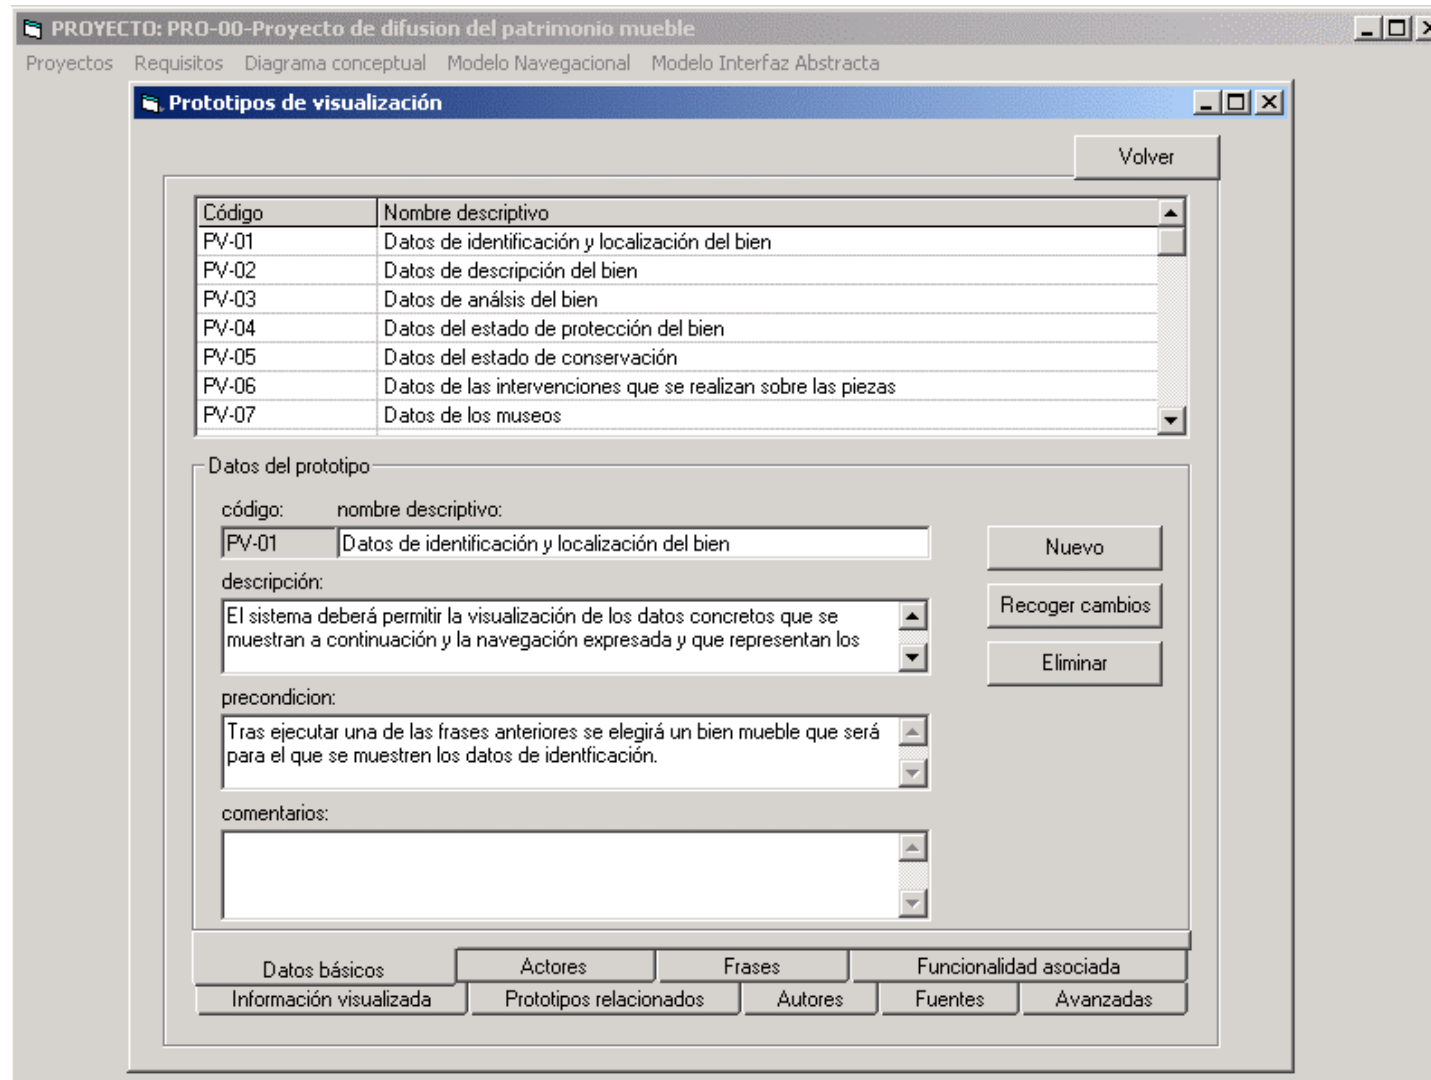 PROYECTO: PRO-00-Proyecto de difusion del patrimonio mueble
Proyectos Requisitos Diagrama conceptual Modelo Navegacional Modelo Interfaz Abstracta
Prototipos de visualización
Volver
Código Nombre descriptivo
PV-01 Datos de identificación y localización del bien
PV-02 Datos de descripción del bien
PV-03 Datos de análsis del bien
PV-04 Datos del estado de protección del bien
PV-05 Datos del estado de conservación
PV-06 Datos de las intervenciones que se realizan sobre las piezas
PV-07 Datos de los museos
Datos del prototipo
código: nombre descriptivo:
PV-01 Datos de identificación y localización del bien
Nuevo
descripción:
El sistema deberá permitir la visualización de los datos concretos que se
muestran a continuación y la navegación expresada y que representan los
Recoger cambios
Eliminar
precondicion:
Tras ejecutar una de las frases anteriores se elegirá un bien mueble que será
para el que se muestren los datos de identficación.
comentarios:
Datos básicos Actores Frases Funcionalidad asociada
Información visualizada Prototipos relacionados Autores Fuentes Avanzadas